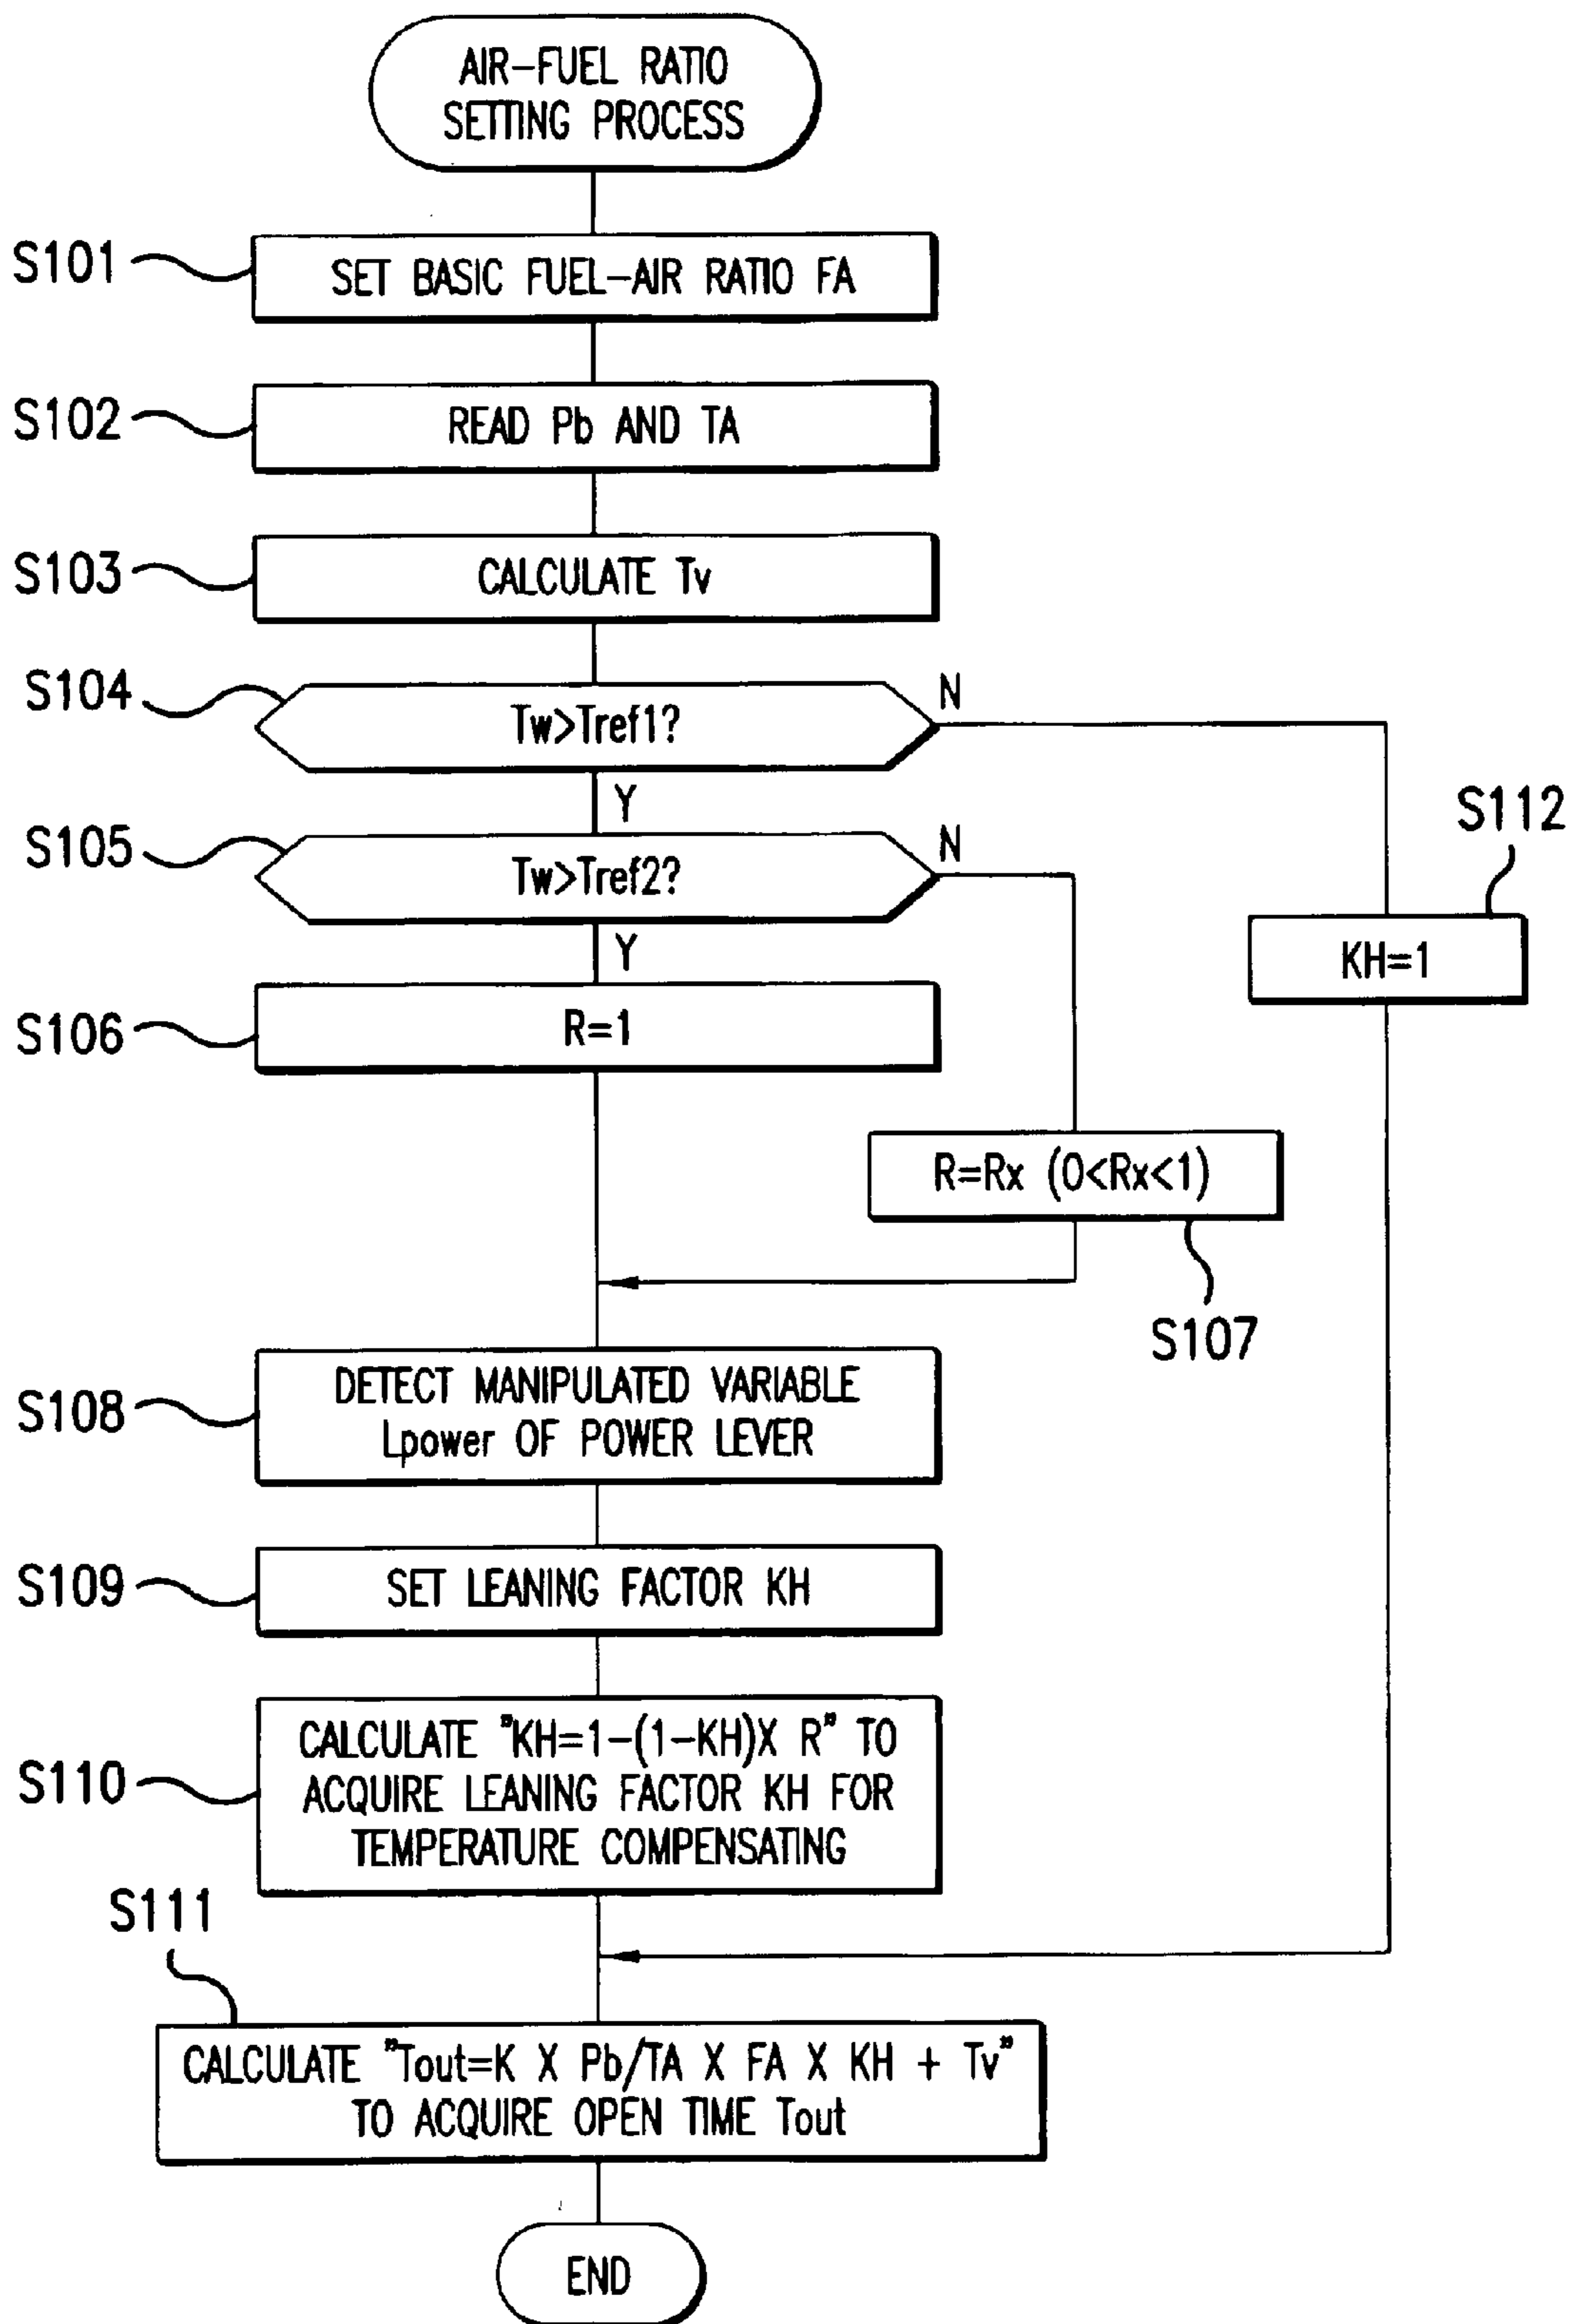 AIR-FUEL RATIO
SETTING PROCESS
S101
SET BASIC FUEL-AIR RATIO FA
S102
READ Pb AND TA
S103
CALCULATE Tv
S104
Tw>Tref1?
N
Y
S105
Tw>Tref2?
N
Y
S112
KH=1
S106
R=1
R=Rx (0<Rx<1)
S107
S108
DETECT MANIPULATED VARIABLE
Lpower OF POWER LEVER
S109
SET LEANING FACTOR KH
S110
CALCULATE "KH=1-(1-KH)X R" TO
ACQUIRE LEANING FACTOR KH FOR
TEMPERATURE COMPENSATING
S111
CALCULATE "Tout=K X Pb/TA X FA X KH + Tv"
TO ACQUIRE OPEN TIME Tout
END